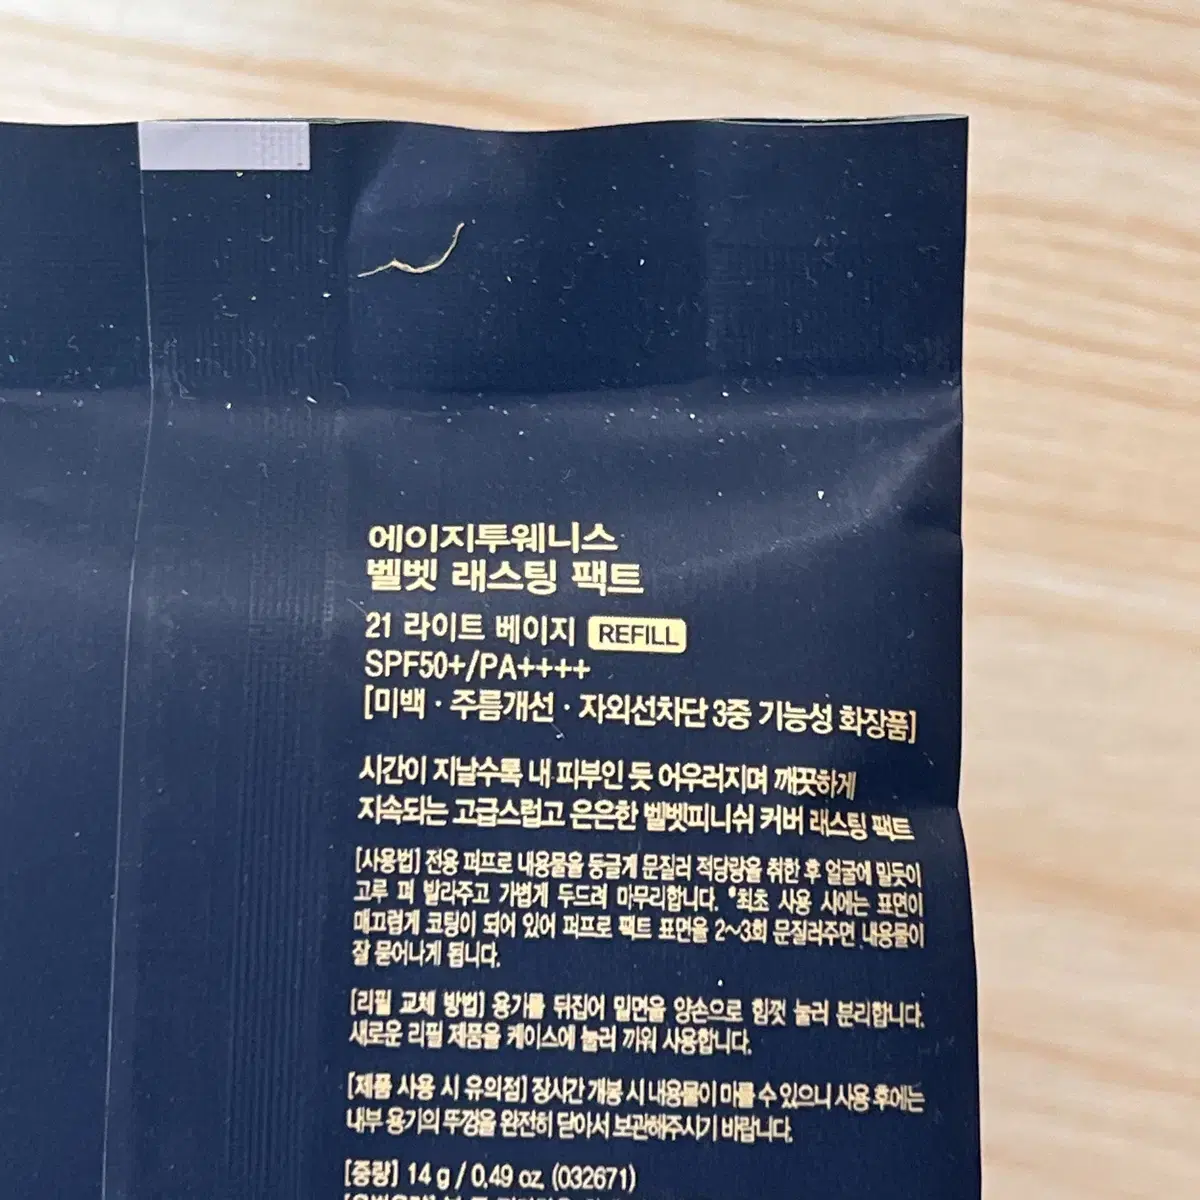 에이지투웨니스
벨벳 래스팅 팩트
21 라이트 베이지 REFILL
SPF50+/PA++++
[미백 · 주름개선 · 자외선차단 3중 기능성 화장품]
시간이 지날수록 내 피부인 듯 어우러지며 깨끗하게
지속되는 고급스럽고 은은한 벨벳피니쉬 커버 래스팅 팩트
[사용법] 전용 퍼프로 내용물을 둥글게 문질러 적당량을 취한 후 얼굴에 밀듯이
고루 펴 발라주고 가볍게 두드려 마무리합니다. *최초 사용 시에는 표면이
매끄럽게 코팅이 되어 있어 퍼프로 팩트 표면을 2~3회 문질러주면 내용물이
잘 묻어나게 됩니다.
[리필 교체 방법] 용기를 뒤집어 밑면을 양손으로 힘껏 눌러 분리합니다.
새로운 리필 제품을 케이스에 눌러 끼워 사용합니다.
[제품 사용 시 유의점] 장시간 개봉 시 내용물이 마를 수 있으니 사용 후에는
내부 용기의 뚜껑을 완전히 닫아서 보관해주시기 바랍니다.
[중량] 14 g / 0.49 oz. (032671)